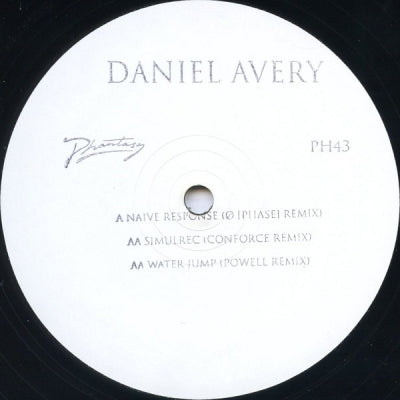 DANIEL AVERY
Phantasy
PH43
A NAIVE RESPONSE (Ø [PHASE] REMIX)
AA SIMULREC (CONFORCE REMIX)
AA WATER JUMP (POWELL REMIX)